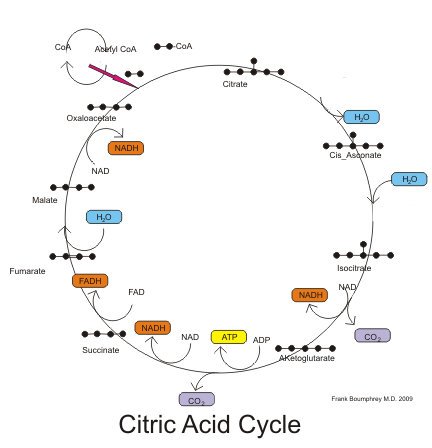 CoA
Acetyl CoA
CoA
Citrate
H2O
Cis_Asconate
H2O
Isocitrate
NAD
NADH
CO2
AKetoglutarate
ADP
ATP
CO2
NAD
NADH
Succinate
FAD
FADH
Fumarate
H2O
Malate
NAD
NADH
Oxaloacetate
Frank Boumphrey M.D. 2009
Citric Acid Cycle